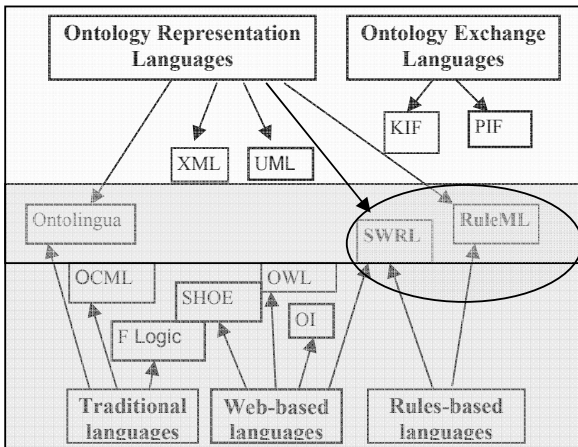 Ontology Representation
Languages
Ontology Exchange
Languages
KIF
PIF
XML
UML
Ontolingua
SWRL
RuleML
OCML
SHOE
OWL
OI
F Logic
Traditional
languages
Web-based
languages
Rules-based
languages